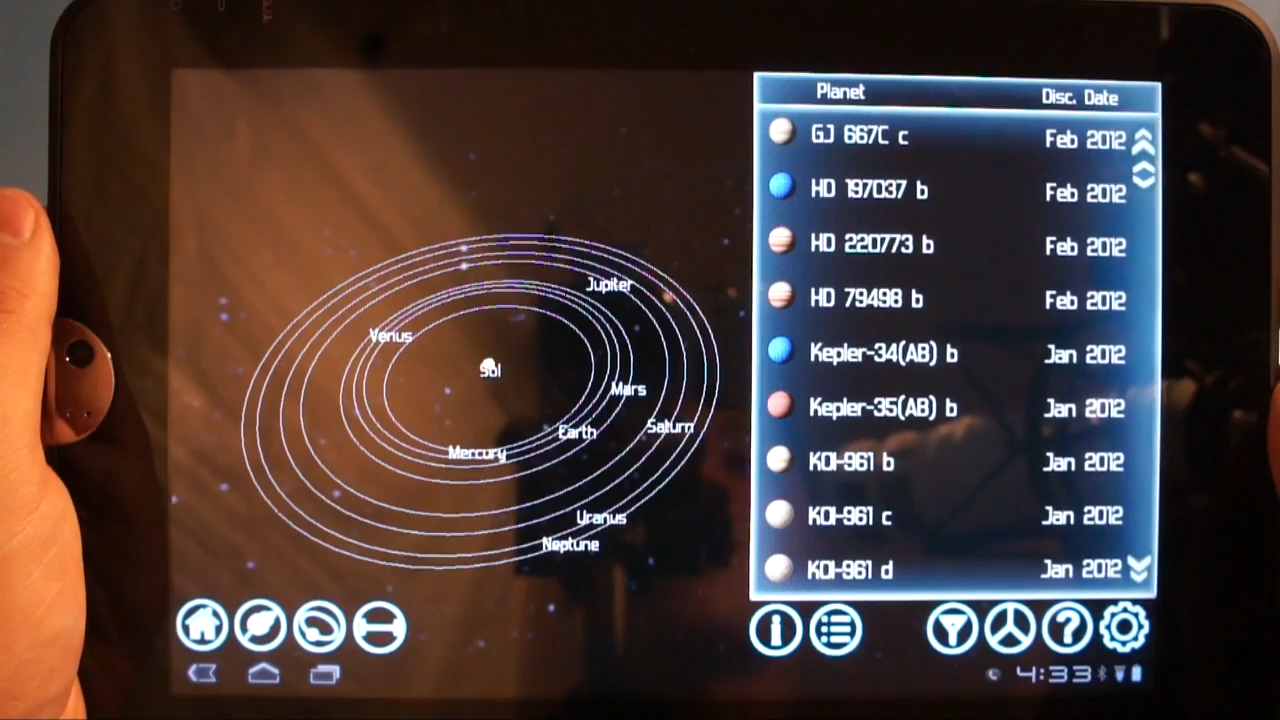 Planet Disc. Date
GJ 667C c Feb 2012
HD 197037 b Feb 2012
HD 220773 b Feb 2012
HD 79498 b Feb 2012
Kepler-34(AB) b Jan 2012
Kepler-35(AB) b Jan 2012
KOI-961 b Jan 2012
KOI-961 c Jan 2012
KOI-961 d Jan 2012
Jupiter
Venus
Sol
Mars
Saturn
Earth
Mercury
Uranus
Neptune
4:33